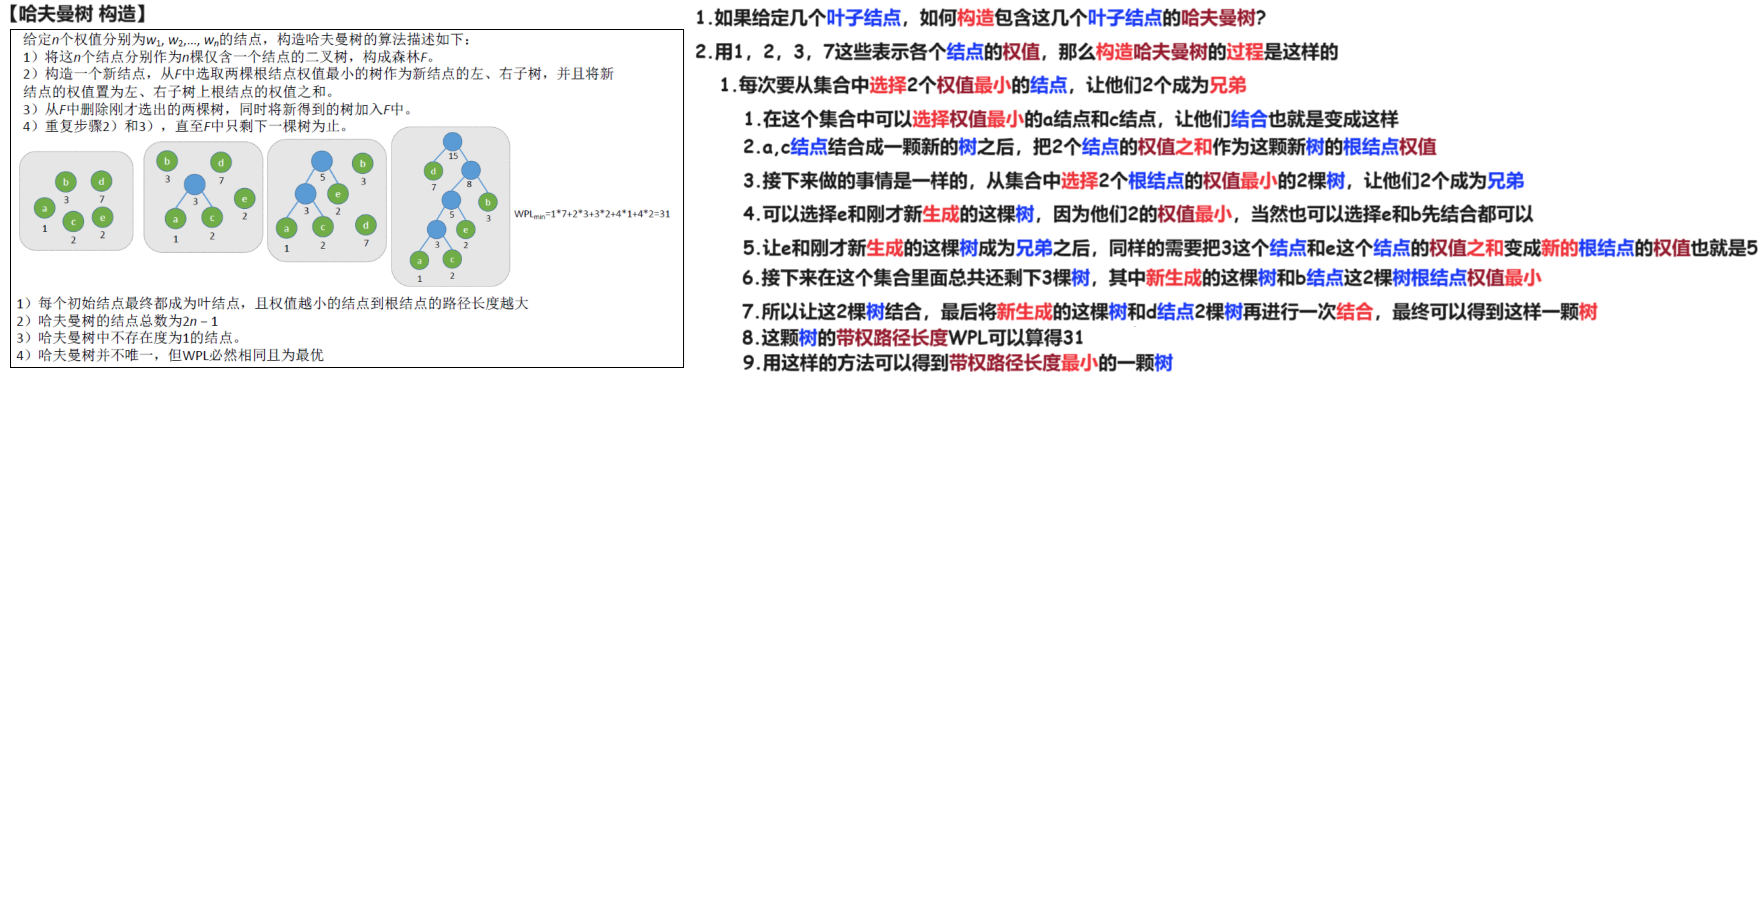 【哈夫曼树 构造】
给定n个权值分别为w1, w2,..., wn的结点，构造哈夫曼树的算法描述如下：
1）将这n个结点分别作为n棵仅含一个结点的二叉树，构成森林F。
2）构造一个新结点，从F中选取两棵根结点权值最小的树作为新结点的左、右子树，并且将新
结点的权值置为左、右子树上根结点的权值之和。
3）从F中删除刚才选出的两棵树，同时将新得到的树加入F中。
4）重复步骤2）和3），直至F中只剩下一棵树为止。
b d
3 7
a c e
1 2 2
b d
3 7
3 e
a c 2
1 2
b
5 3
3 e
2
a c d
1 2 7
15
d
7 8
b
5 3
e
3 2
a c
1 2
WPLmin=1*7+2*3+3*2+4*1+4*2=31
1）每个初始结点最终都成为叶结点，且权值越小的结点到根结点的路径长度越大
2）哈夫曼树的结点总数为2n − 1
3）哈夫曼树中不存在度为1的结点。
4）哈夫曼树并不唯一，但WPL必然相同且为最优
1.如果给定几个叶子结点，如何构造包含这几个叶子结点的哈夫曼树?
2.用1，2，3，7这些表示各个结点的权值，那么构造哈夫曼树的过程是这样的
1.每次要从集合中选择2个权值最小的结点，让他们2个成为兄弟
1.在这个集合中可以选择权值最小的a结点和c结点，让他们结合也就是变成这样
2.a,c结点结合成一颗新的树之后，把2个结点的权值之和作为这颗新树的根结点权值
3.接下来做的事情是一样的，从集合中选择2个根结点的权值最小的2棵树，让他们2个成为兄弟
4.可以选择e和刚才新生成的这棵树，因为他们2的权值最小，当然也可以选择e和b先结合都可以
5.让e和刚才新生成的这棵树成为兄弟之后，同样的需要把3这个结点和e这个结点的权值之和变成新的根结点的权值也就是5
6.接下来在这个集合里面总共还剩下3棵树，其中新生成的这棵树和b结点这2棵树根结点权值最小
7.所以让这2棵树结合，最后将新生成的这棵树和d结点2棵树再进行一次结合，最终可以得到这样一颗树
8.这颗树的带权路径长度WPL可以算得31
9.用这样的方法可以得到带权路径长度最小的一颗树